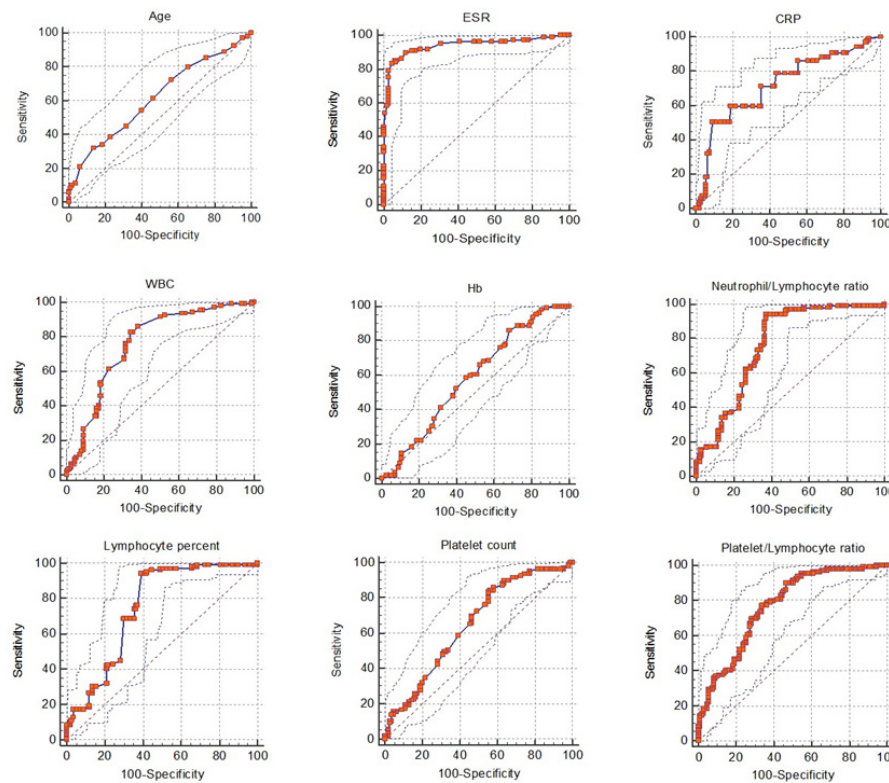 Age
Sensitivity
100
80
60
40
20
0
0 20 40 60 80 100
100-Specificity
ESR
Sensitivity
100
80
60
40
20
0
0 20 40 60 80 100
100-Specificity
CRP
Sensitivity
100
80
60
40
20
0
0 20 40 60 80 100
100-Specificity
WBC
Sensitivity
100
80
60
40
20
0
0 20 40 60 80 100
100-Specificity
Hb
Sensitivity
100
80
60
40
20
0
0 20 40 60 80 100
100-Specificity
Neutrophil/Lymphocyte ratio
Sensitivity
100
80
60
40
20
0
0 20 40 60 80 100
100-Specificity
Lymphocyte percent
Sensitivity
100
80
60
40
20
0
0 20 40 60 80 100
100-Specificity
Platelet count
Sensitivity
100
80
60
40
20
0
0 20 40 60 80 100
100-Specificity
Platelet/Lymphocyte ratio
Sensitivity
100
80
60
40
20
0
0 20 40 60 80 100
100-Specificity